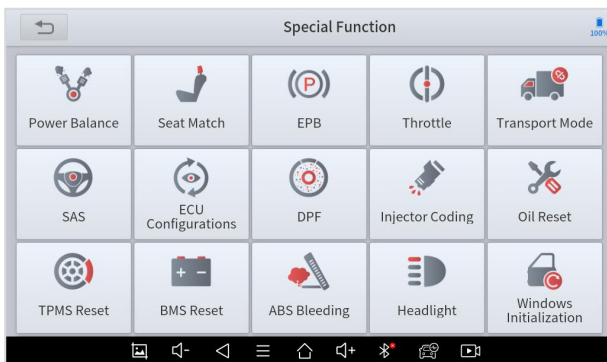 Special Function
100%
Power Balance
Seat Match
(P)
EPB
Throttle
Transport Mode
SAS
ECU
Configurations
DPF
Injector Coding
Oil Reset
TPMS Reset
BMS Reset
ABS Bleeding
Headlight
Windows
Initialization